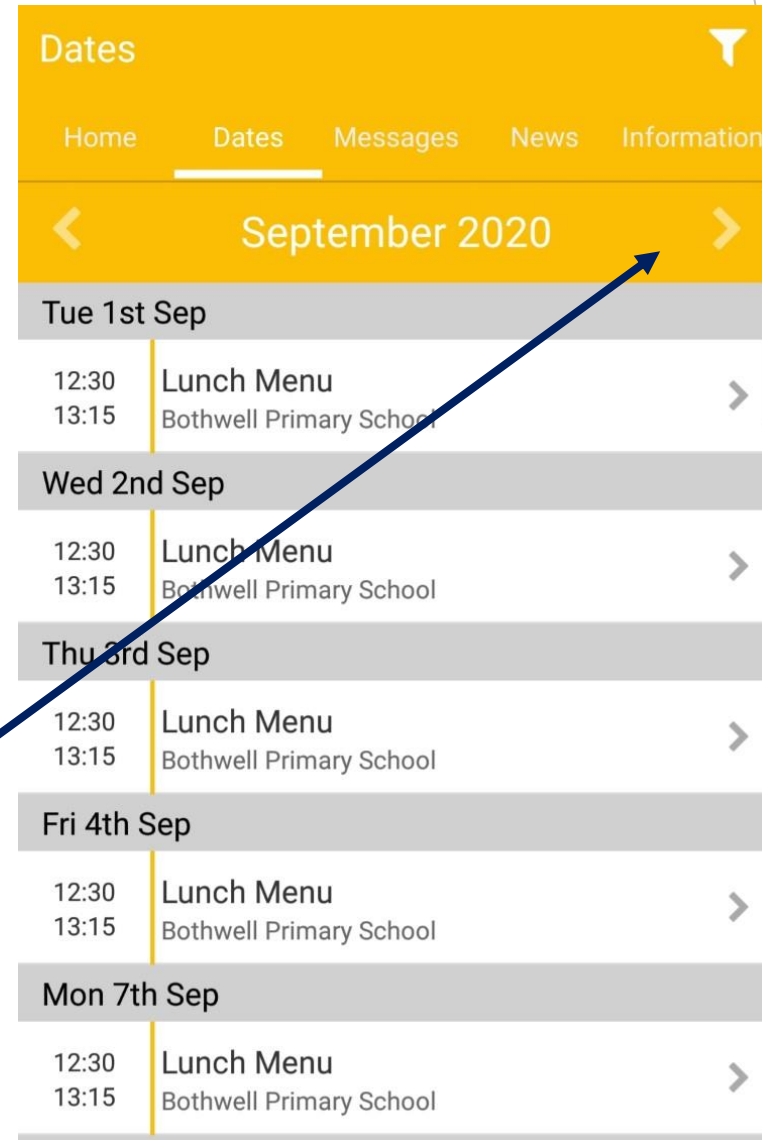 Dates
Home Dates Messages News Information
September 2020
Tue 1st Sep
12:30 Lunch Menu
13:15 Bothwell Primary School
Wed 2nd Sep
12:30 Lunch Menu
13:15 Bothwell Primary School
Thu 3rd Sep
12:30 Lunch Menu
13:15 Bothwell Primary School
Fri 4th Sep
12:30 Lunch Menu
13:15 Bothwell Primary School
Mon 7th Sep
12:30 Lunch Menu
13:15 Bothwell Primary School